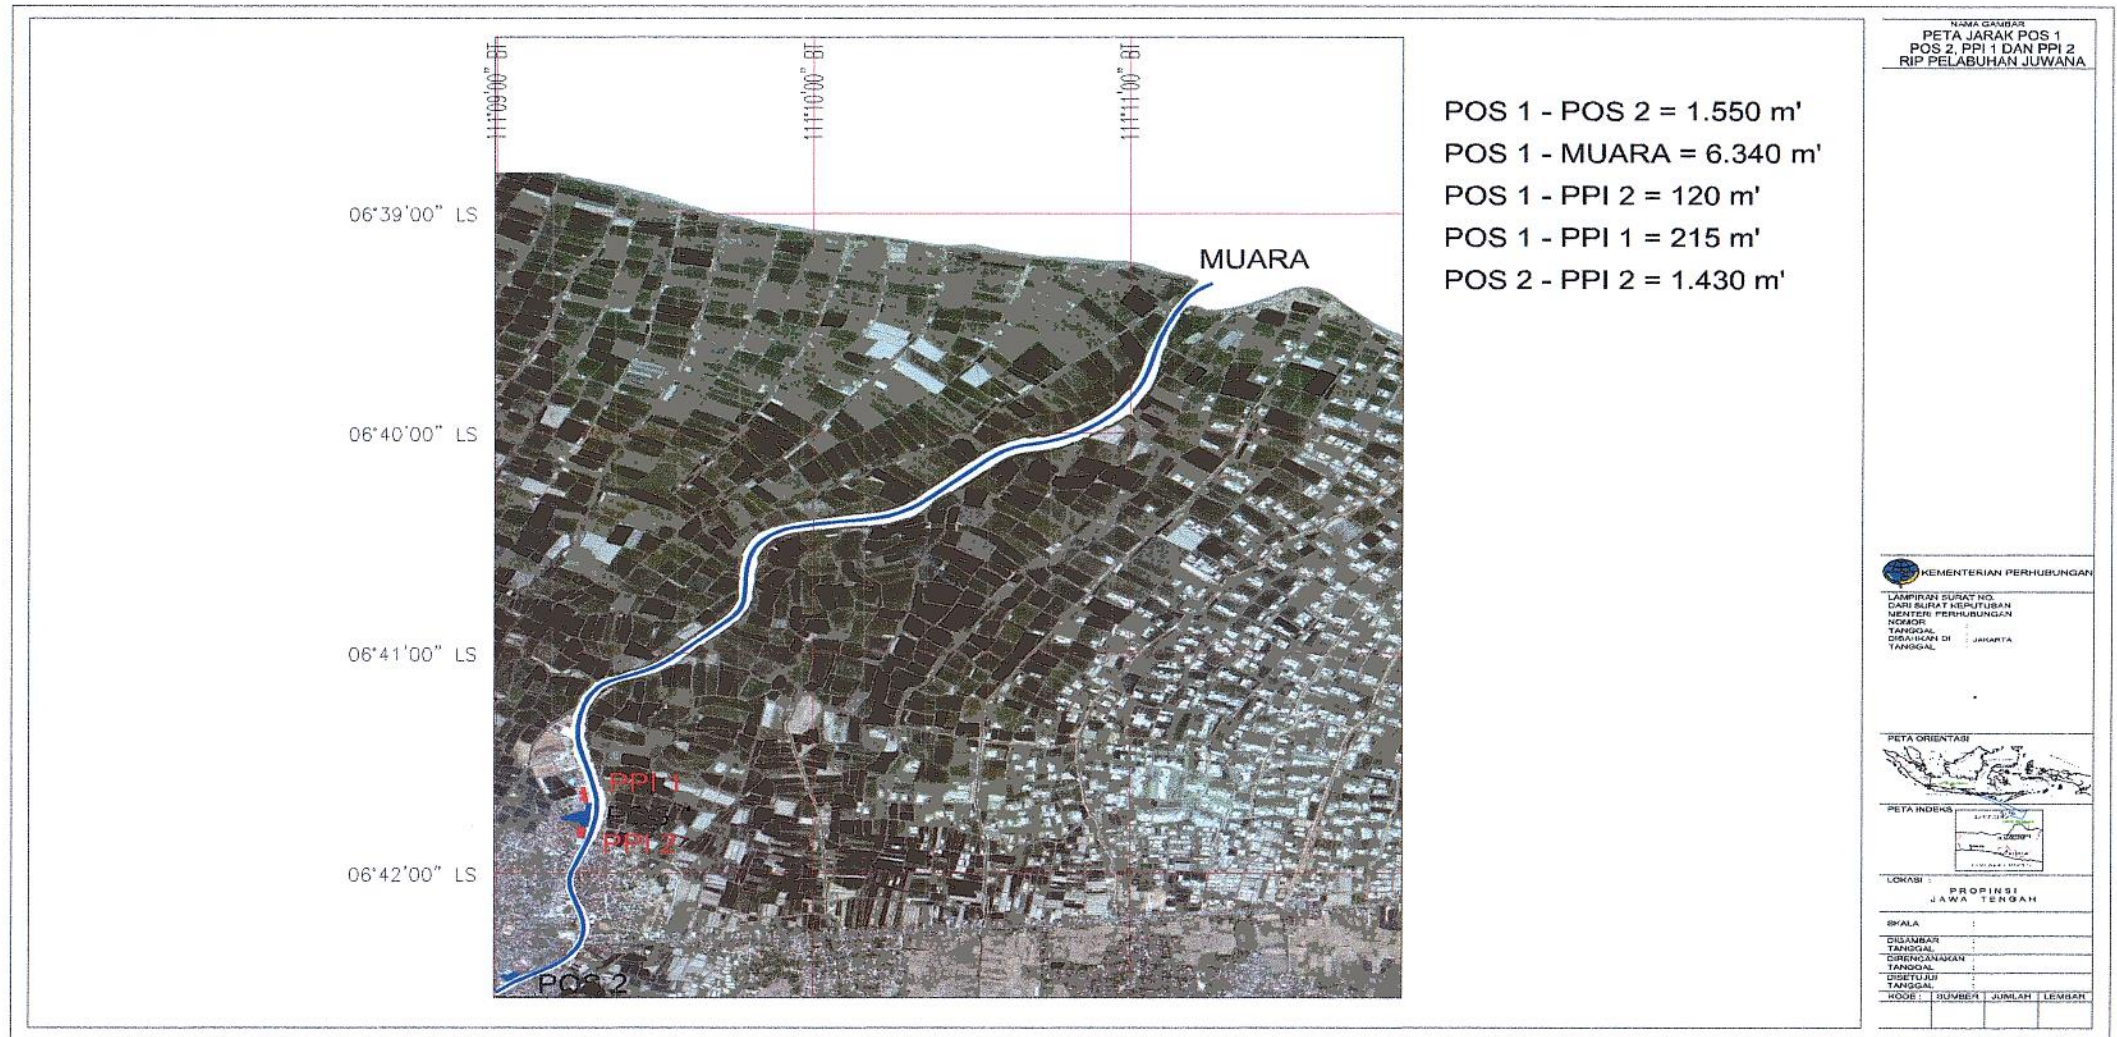 111°09'00" BT
111°10'00" BT
111°11'00" BT
06°39'00" LS
06°40'00" LS
06°41'00" LS
06°42'00" LS
MUARA
PPI 1
PPI 2
POS 2
POS 1 - POS 2 = 1.550 m'
POS 1 - MUARA = 6.340 m'
POS 1 - PPI 2 = 120 m'
POS 1 - PPI 1 = 215 m'
POS 2 - PPI 2 = 1.430 m'
NAMA GAMBAR
PETA JARAK POS 1
POS 2, PPI 1 DAN PPI 2
RIP PELABUHAN JUWANA
KEMENTERIAN PERHUBUNGAN
LAMPIRAN SURAT NO.
DARI SURAT KEPUTUSAN
MENTERI PERHUBUNGAN
NOMOR :
TANGGAL
DISAHKAN DI : JAKARTA
TANGGAL
PETA ORIENTASI
PETA INDEKS
LOKASI :
PROPINSI
JAWA TENGAH
SKALA :
DIGAMBAR :
TANGGAL :
DIRENCANAKAN :
TANGGAL :
DISETUJUI :
TANGGAL :
KODE : SUMBER JUMLAH LEMBAR